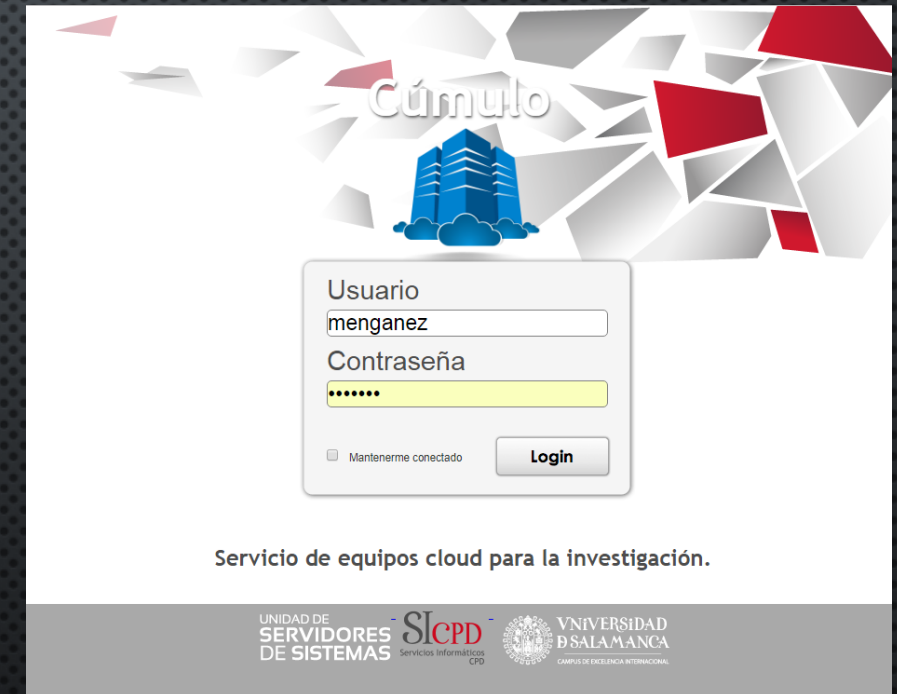 Cúmulo
Usuario
menganez
Contraseña
•••••••
Mantenerme conectado
Login
Servicio de equipos cloud para la investigación.
UNIDAD DE
SERVIDORES
DE SISTEMAS
- SICPD -
Servicios Informáticos
CPD
VNiVERSiDAD
Ð SALAMANCA
CAMPUS DE EXCELENCIA INTERNACIONAL